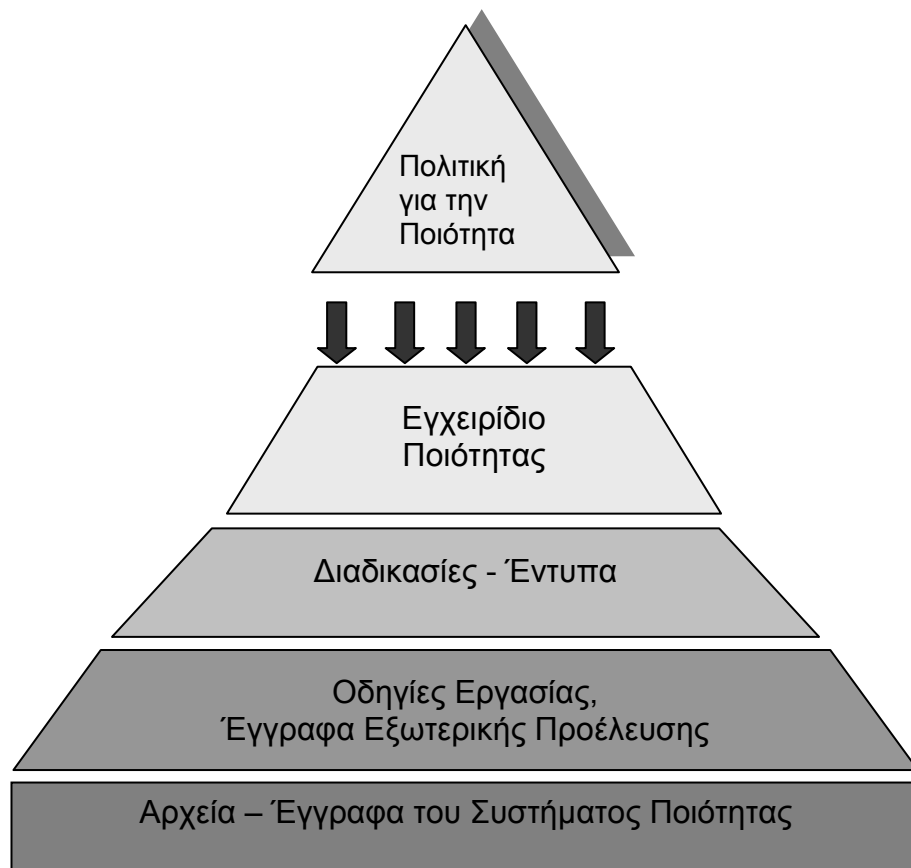 Πολιτική
για την
Ποιότητα
Εγχειρίδιο
Ποιότητας
Διαδικασίες - Έντυπα
Οδηγίες Εργασίας,
Έγγραφα Εξωτερικής Προέλευσης
Αρχεία – Έγγραφα του Συστήματος Ποιότητας